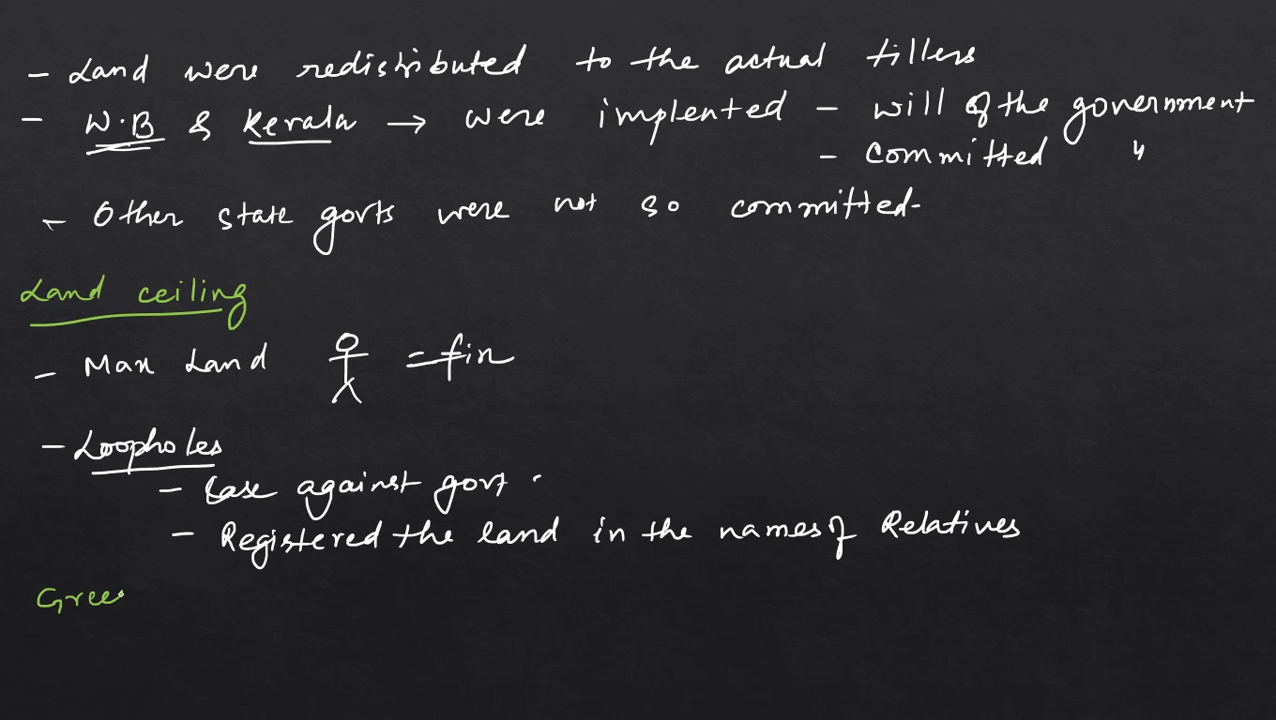 - Land were redistributed to the actual tillers
- W.B & Kerala → were implented - will of the government
- committed "
- Other state govts were not so committed.
Land ceiling
- Max Land = fix
- Loopholes
- Case against govt.
- Registered the land in the names of Relatives
Gree